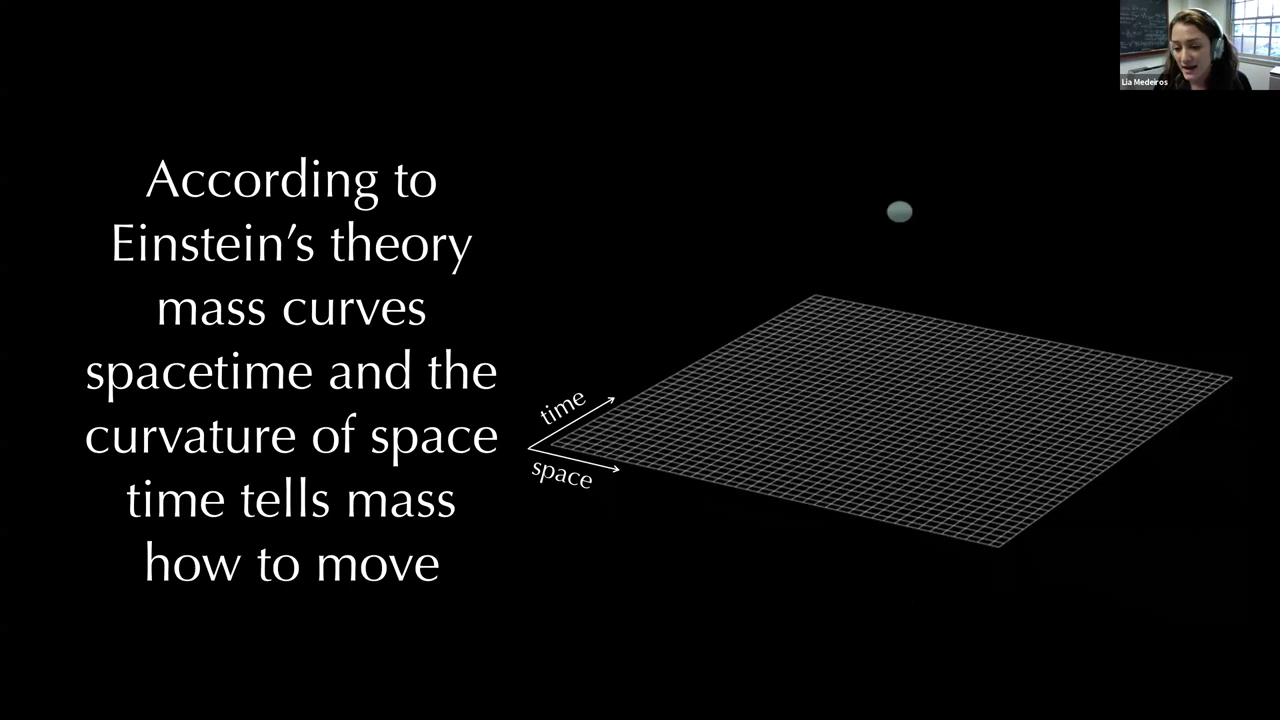 Lia Medeiros
According to
Einstein’s theory
mass curves
spacetime and the
curvature of space
time tells mass
how to move
time
space